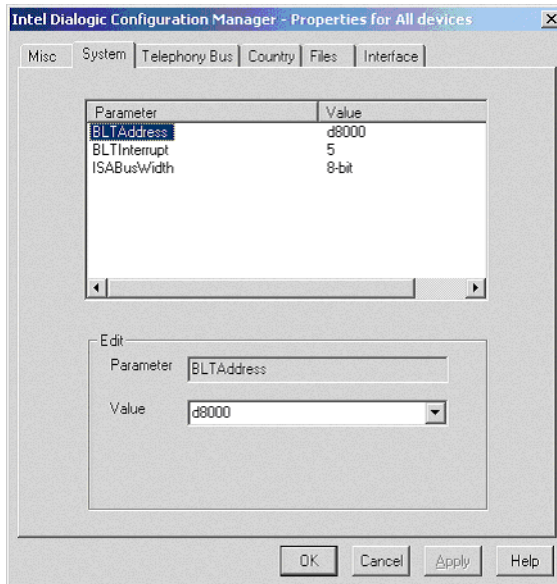 Intel Dialogic Configuration Manager - Properties for All devices
Misc System Telephony Bus Country Files Interface
Parameter Value
BLTAddress d8000
BLTInterrupt 5
ISABusWidth 8-bit
Edit
Parameter BLTAddress
Value d8000
OK Cancel Apply Help